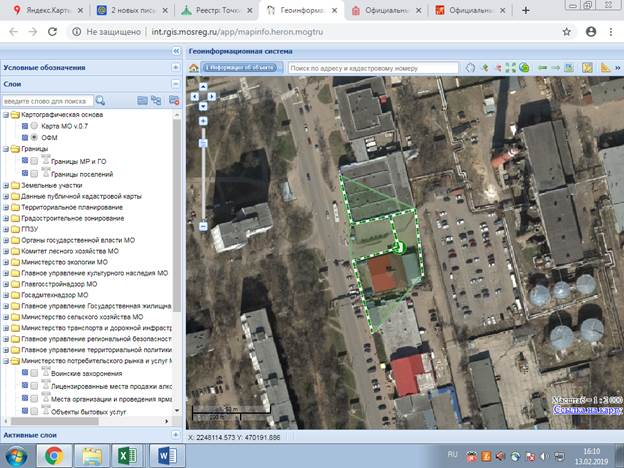 Яндекс.Карты
2 новых пись
Реестр: Точки
Геоинформа
Официальны
Официальны
Не защищено | int.rgis.mosreg.ru/app/mapinfo.heron.mogtru
Геоинформационная система
Условные обозначения
Информация об объекте
Поиск по адресу и кадастровому номеру
Слои
введите слово для поиска
Картографическая основа
Карта МО v.0.7
ОФМ
Границы
Границы МР и ГО
Границы поселений
Земельные участки
Данные публичной кадастровой карты
Территориальное планирование
Градостроительное зонирование
ГПЗУ
Органы государственной власти МО
Комитет лесного хозяйства МО
Министерство экологии МО
Главное управление культурного наследия МО
Главгосстройнадзор МО
Госадмтехнадзор МО
Главное управление Государственная жилищна
Министерство сельского хозяйства МО
Министерство транспорта и дорожной инфрастр
Главное управление региональной безопасност
Главное управление территориальной политики
Министерство потребительского рынка и услуг М
Воинские захоронения
Лицензированные места продажи алко
Места организации и проведения ярма
Объекты бытовых услуг
Масштаб = 1 : 2 000
Ссылка на карту
Активные слои
X: 2248114.573 Y: 470191.886
RU
16:10
13.02.2019